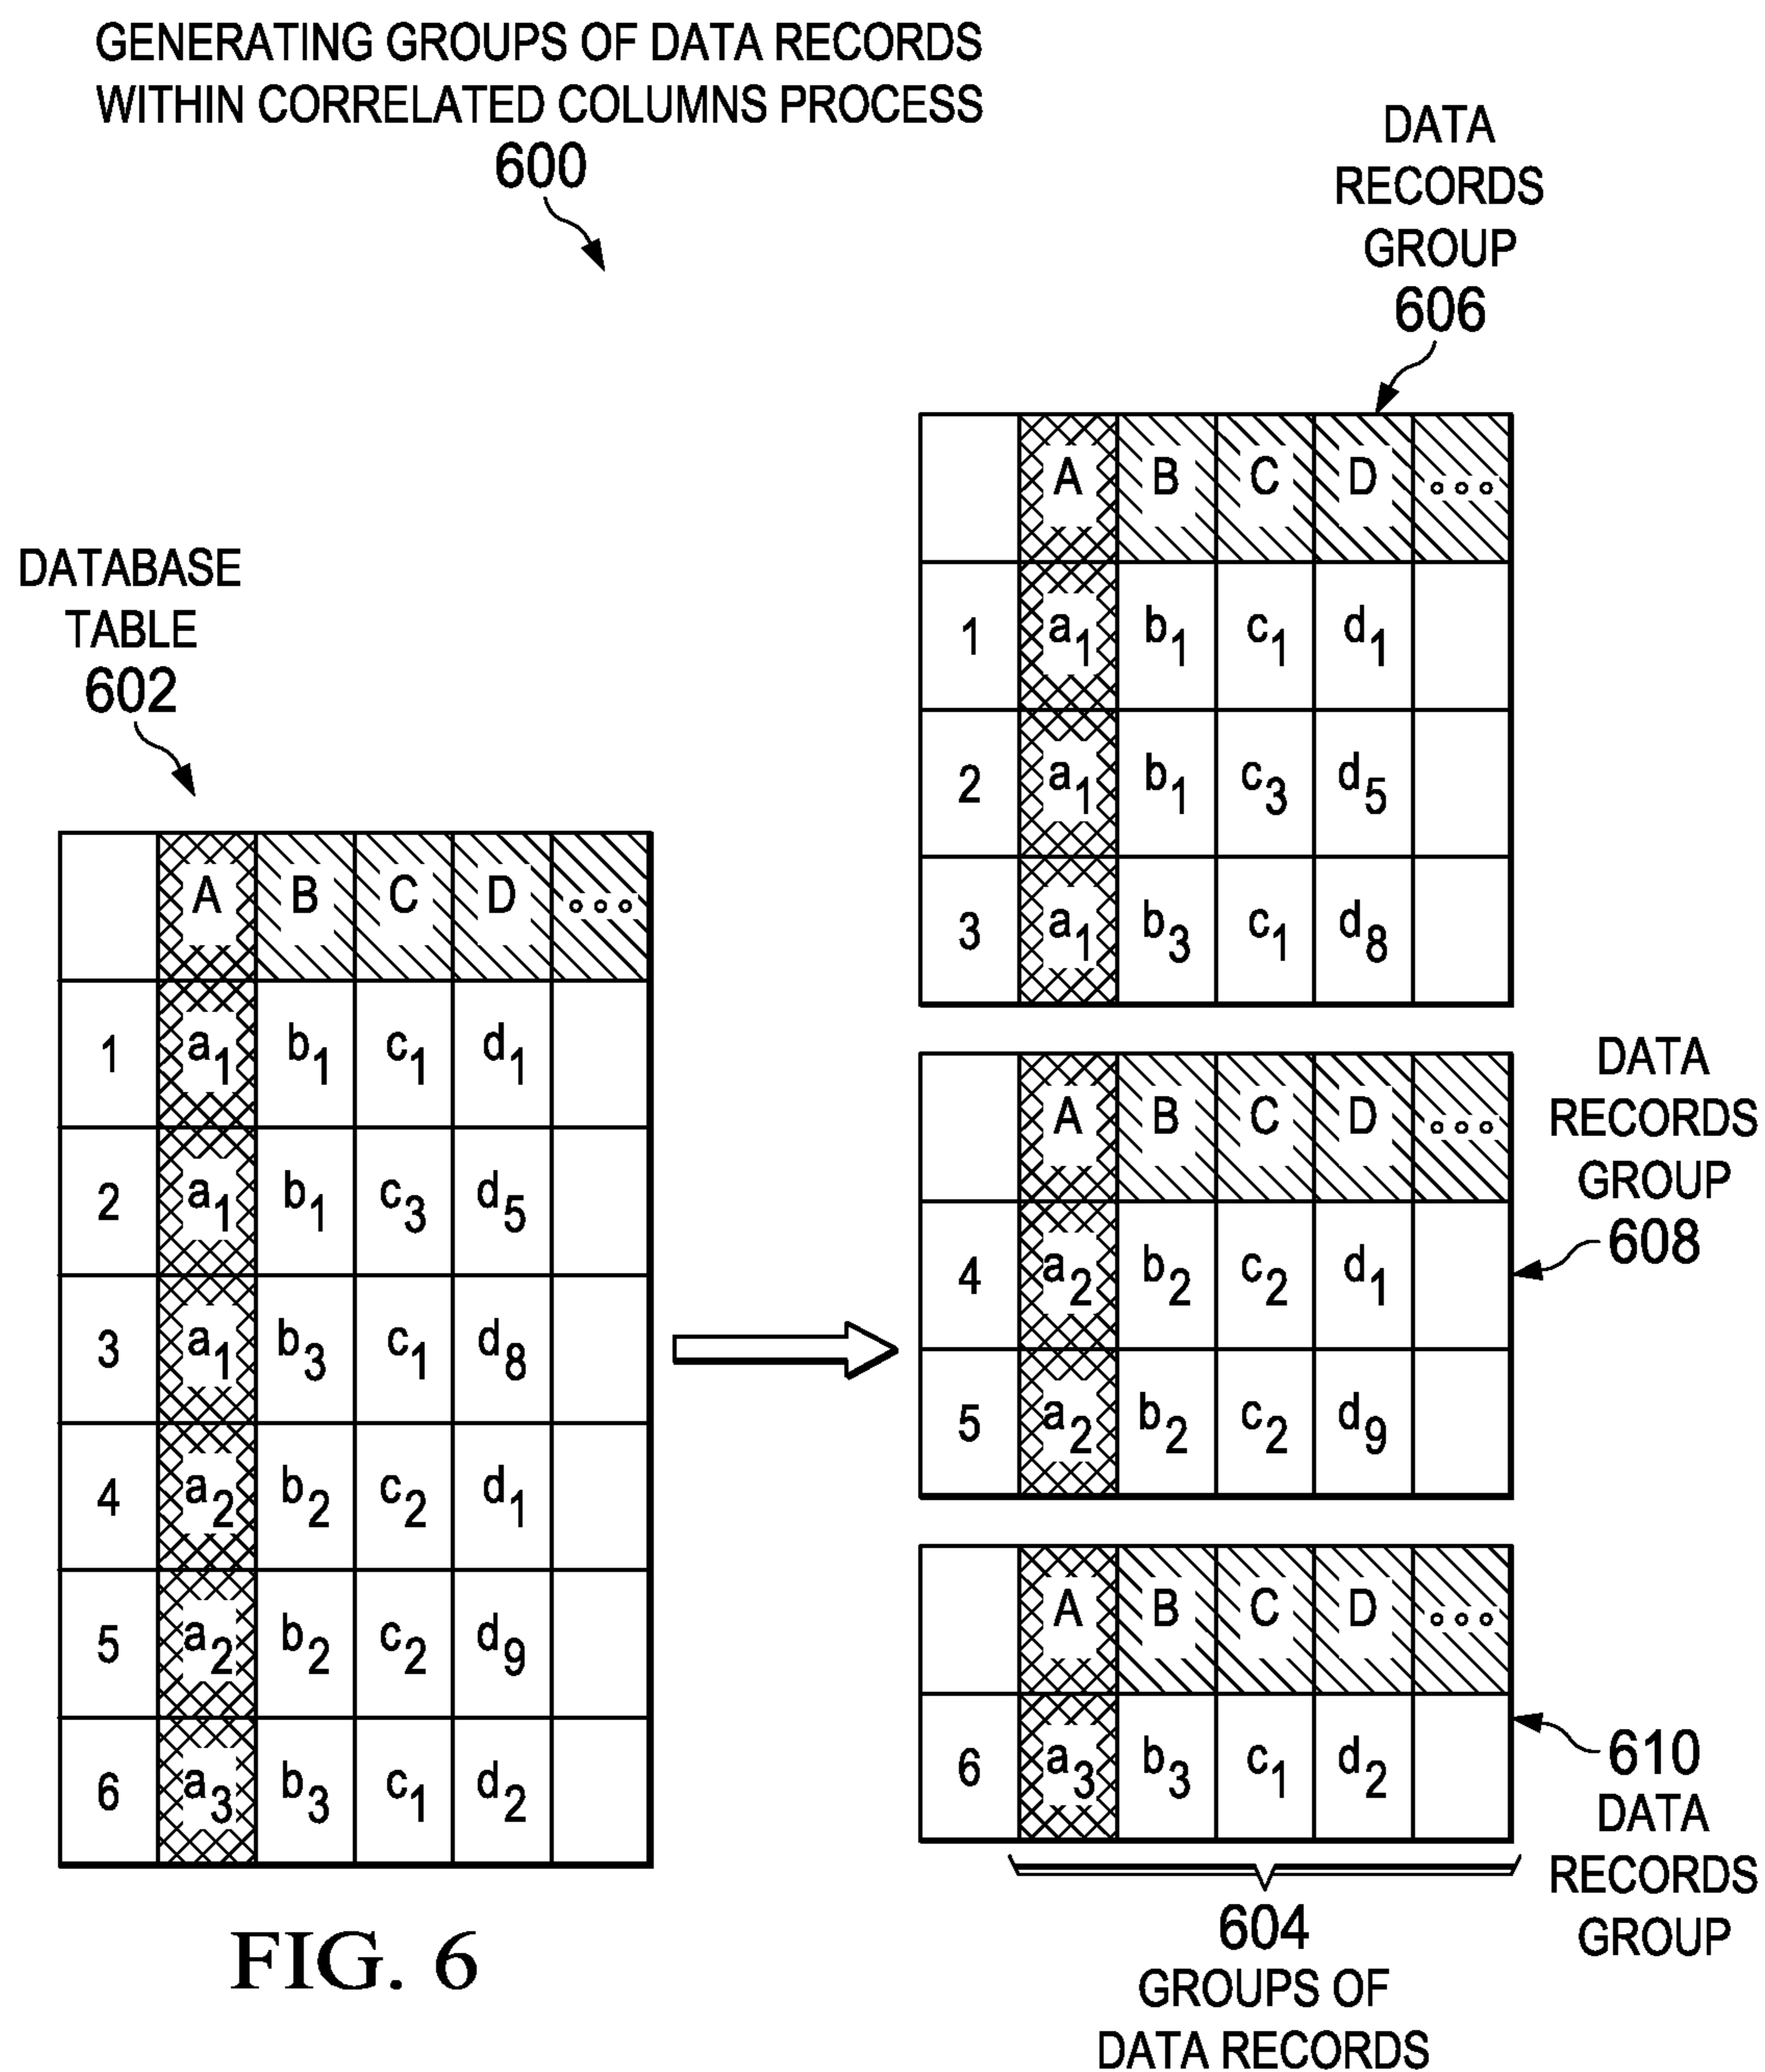 GENERATING GROUPS OF DATA RECORDS
WITHIN CORRELATED COLUMNS PROCESS
600
DATABASE
TABLE
602
A B C D ∘∘∘
1 a₁ b₁ c₁ d₁
2 a₁ b₁ c₃ d₅
3 a₁ b₃ c₁ d₈
4 a₂ b₂ c₂ d₁
5 a₂ b₂ c₂ d₉
6 a₃ b₃ c₁ d₂
DATA
RECORDS
GROUP
606
A B C D ∘∘∘
1 a₁ b₁ c₁ d₁
2 a₁ b₁ c₃ d₅
3 a₁ b₃ c₁ d₈
DATA
RECORDS
GROUP
608
A B C D ∘∘∘
4 a₂ b₂ c₂ d₁
5 a₂ b₂ c₂ d₉
A B C D ∘∘∘
6 a₃ b₃ c₁ d₂
610
DATA
RECORDS
GROUP
604
GROUPS OF
DATA RECORDS
FIG. 6